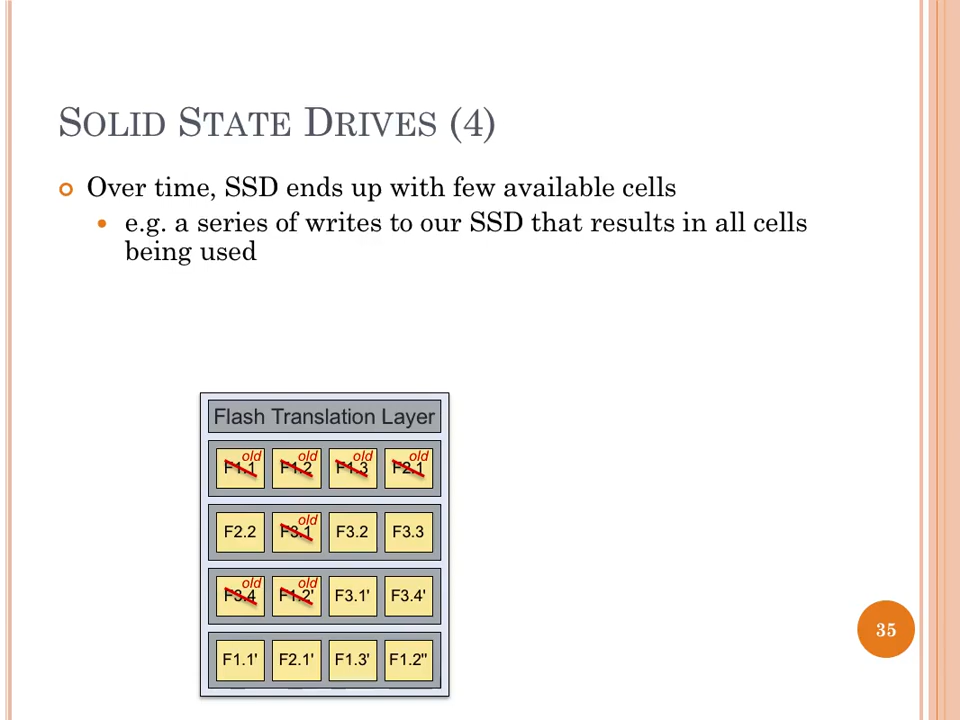 SOLID STATE DRIVES (4)
Over time, SSD ends up with few available cells
e.g. a series of writes to our SSD that results in all cells
being used
Flash Translation Layer
old old old old
F1.1 F1.2 F1.3 F2.1
old
F2.2 F3.1 F3.2 F3.3
old old
F3.4 F1.2' F3.1' F3.4'
F1.1' F2.1' F1.3' F1.2"
35